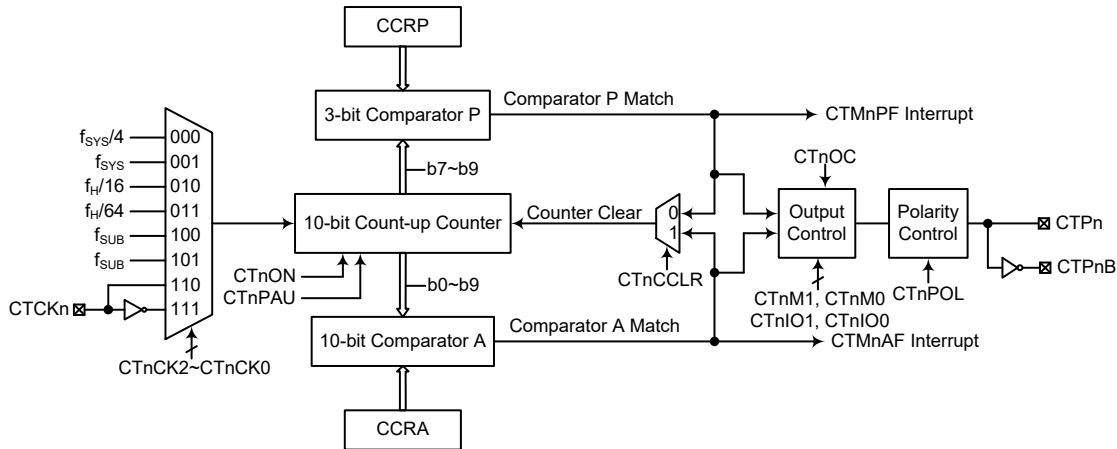 CCRP
3-bit Comparator P
Comparator P Match
CTMnPF Interrupt
b7~b9
fSYS/4
000
fSYS
001
fH/16
010
fH/64
011
fSUB
100
fSUB
101
110
111
CTCKn
CTnCK2~CTnCK0
10-bit Count-up Counter
CTnON
CTnPAU
b0~b9
Counter Clear
0
1
CTnCCLR
CTnOC
Output
Control
CTnM1, CTnM0
CTnIO1, CTnIO0
Polarity
Control
CTnPOL
CTPn
CTPnB
10-bit Comparator A
Comparator A Match
CTMnAF Interrupt
CCRA